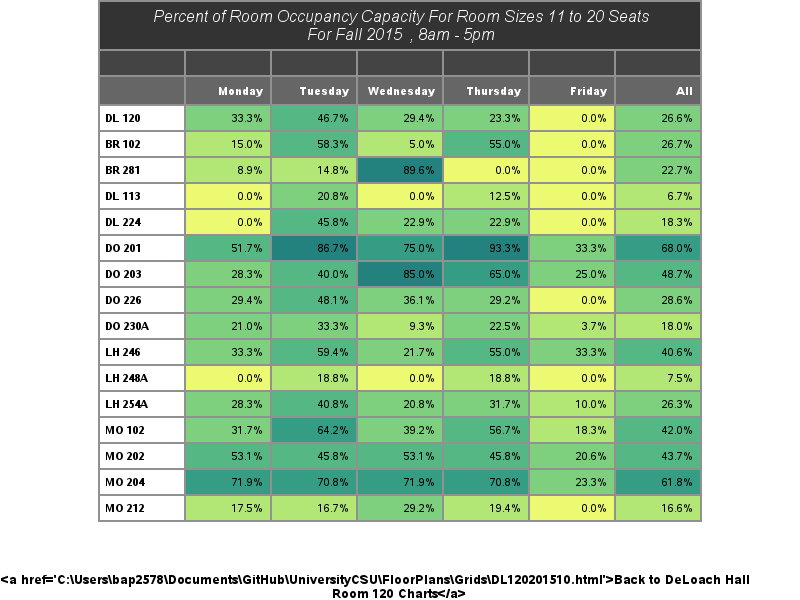 Percent of Room Occupancy Capacity For Room Sizes 11 to 20 Seats
For Fall 2015 , 8am - 5pm
Monday Tuesday Wednesday Thursday Friday All
DL 120 33.3% 46.7% 29.4% 23.3% 0.0% 26.6%
BR 102 15.0% 58.3% 5.0% 55.0% 0.0% 26.7%
BR 281 8.9% 14.8% 89.6% 0.0% 0.0% 22.7%
DL 113 0.0% 20.8% 0.0% 12.5% 0.0% 6.7%
DL 224 0.0% 45.8% 22.9% 22.9% 0.0% 18.3%
DO 201 51.7% 86.7% 75.0% 93.3% 33.3% 68.0%
DO 203 28.3% 40.0% 85.0% 65.0% 25.0% 48.7%
DO 226 29.4% 48.1% 36.1% 29.2% 0.0% 28.6%
DO 230A 21.0% 33.3% 9.3% 22.5% 3.7% 18.0%
LH 246 33.3% 59.4% 21.7% 55.0% 33.3% 40.6%
LH 248A 0.0% 18.8% 0.0% 18.8% 0.0% 7.5%
LH 254A 28.3% 40.8% 20.8% 31.7% 10.0% 26.3%
MO 102 31.7% 64.2% 39.2% 56.7% 18.3% 42.0%
MO 202 53.1% 45.8% 53.1% 45.8% 20.6% 43.7%
MO 204 71.9% 70.8% 71.9% 70.8% 23.3% 61.8%
MO 212 17.5% 16.7% 29.2% 19.4% 0.0% 16.6%
<a href='C:\Users\bap2578\Documents\GitHub\UniversityCSU\FloorPlans\Grids\DL120201510.html'>Back to DeLoach Hall
Room 120 Charts</a>